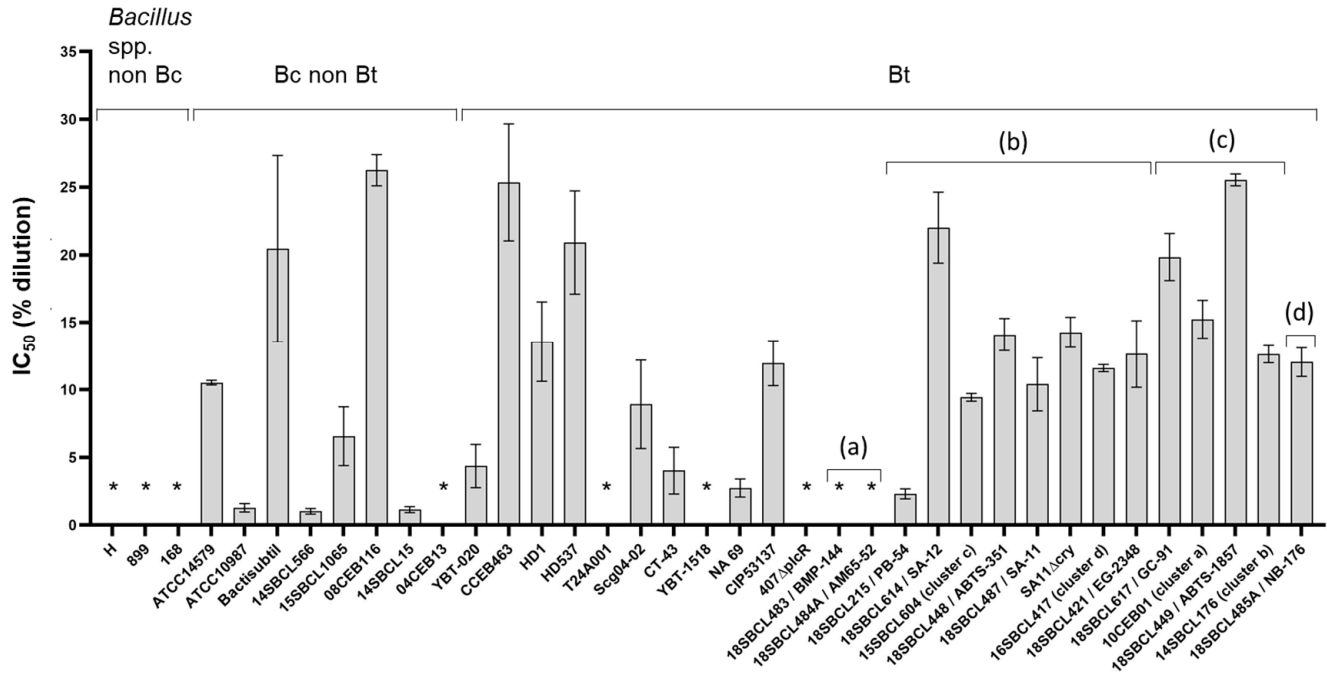 Bacillus
spp.
non Bc
Bc non Bt
Bt
35
30
25
20
15
10
5
0
IC50 (% dilution)
(a)
(b)
(c)
(d)
* * * * * * * * *
H
899
168
ATCC14579
ATCC10987
Bactisubtil
14SBCL566
15SBCL1065
08CEB116
14SBCL15
04CEB13
YBT-020
CCEB463
HD1
HD537
T24A001
Scg04-02
CT-43
YBT-1518
NA 69
CIP53137
407ΔplcR
18SBCL483 / BMP-144
18SBCL484A / AM65-52
18SBCL215 / PB-54
18SBCL614 / SA-12
15SBCL604 (cluster c)
18SBCL448 / ABTS-351
18SBCL487 / SA-11
SA11Δcry
16SBCL417 (cluster d)
18SBCL421 / EG-2348
18SBCL617 / GC-91
10CEB01 (cluster a)
18SBCL449 / ABTS-1857
14SBCL176 (cluster b)
18SBCL485A / NB-176